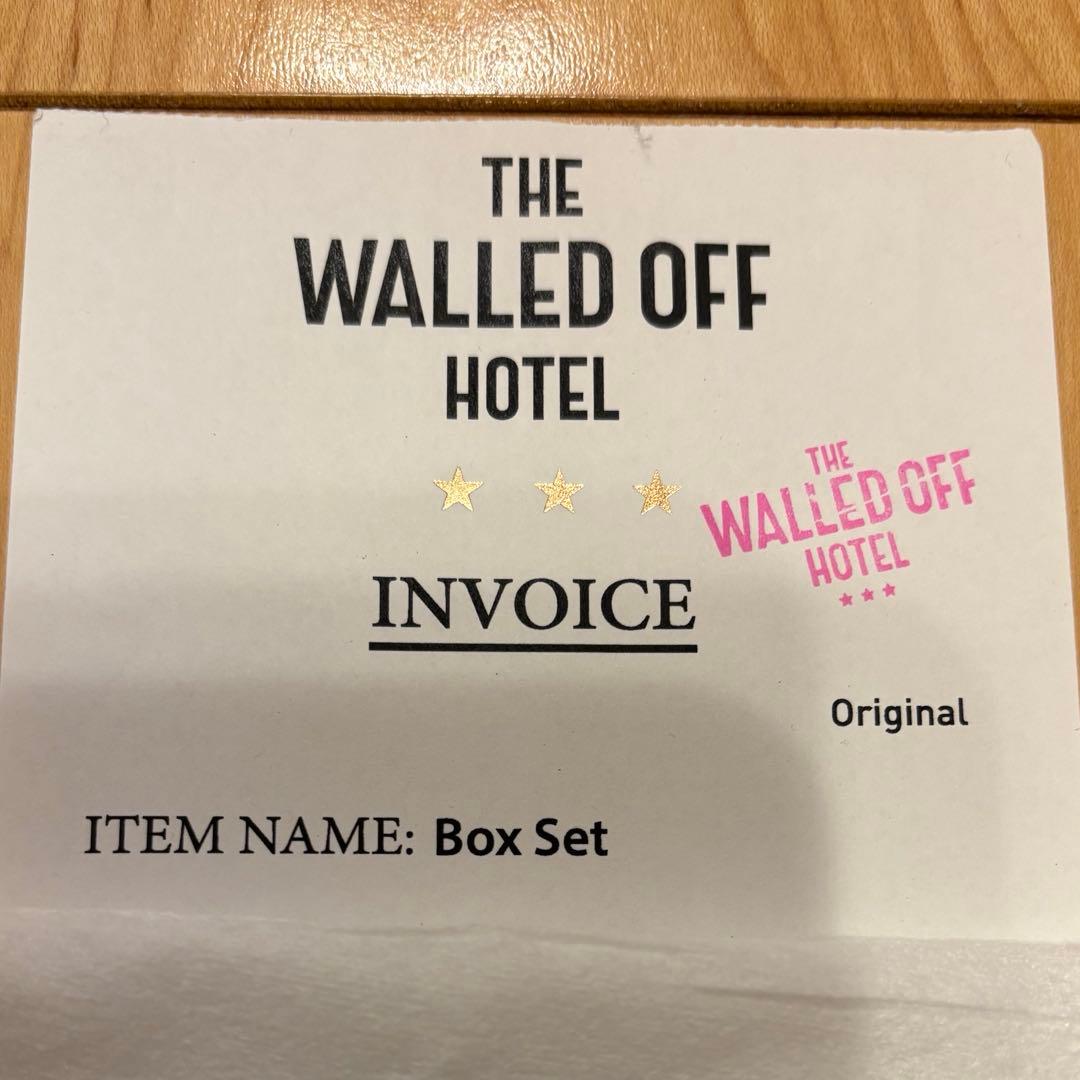 THE
WALLED OFF
HOTEL
THE
WALLED OFF
HOTEL
INVOICE
Original
ITEM NAME: Box Set